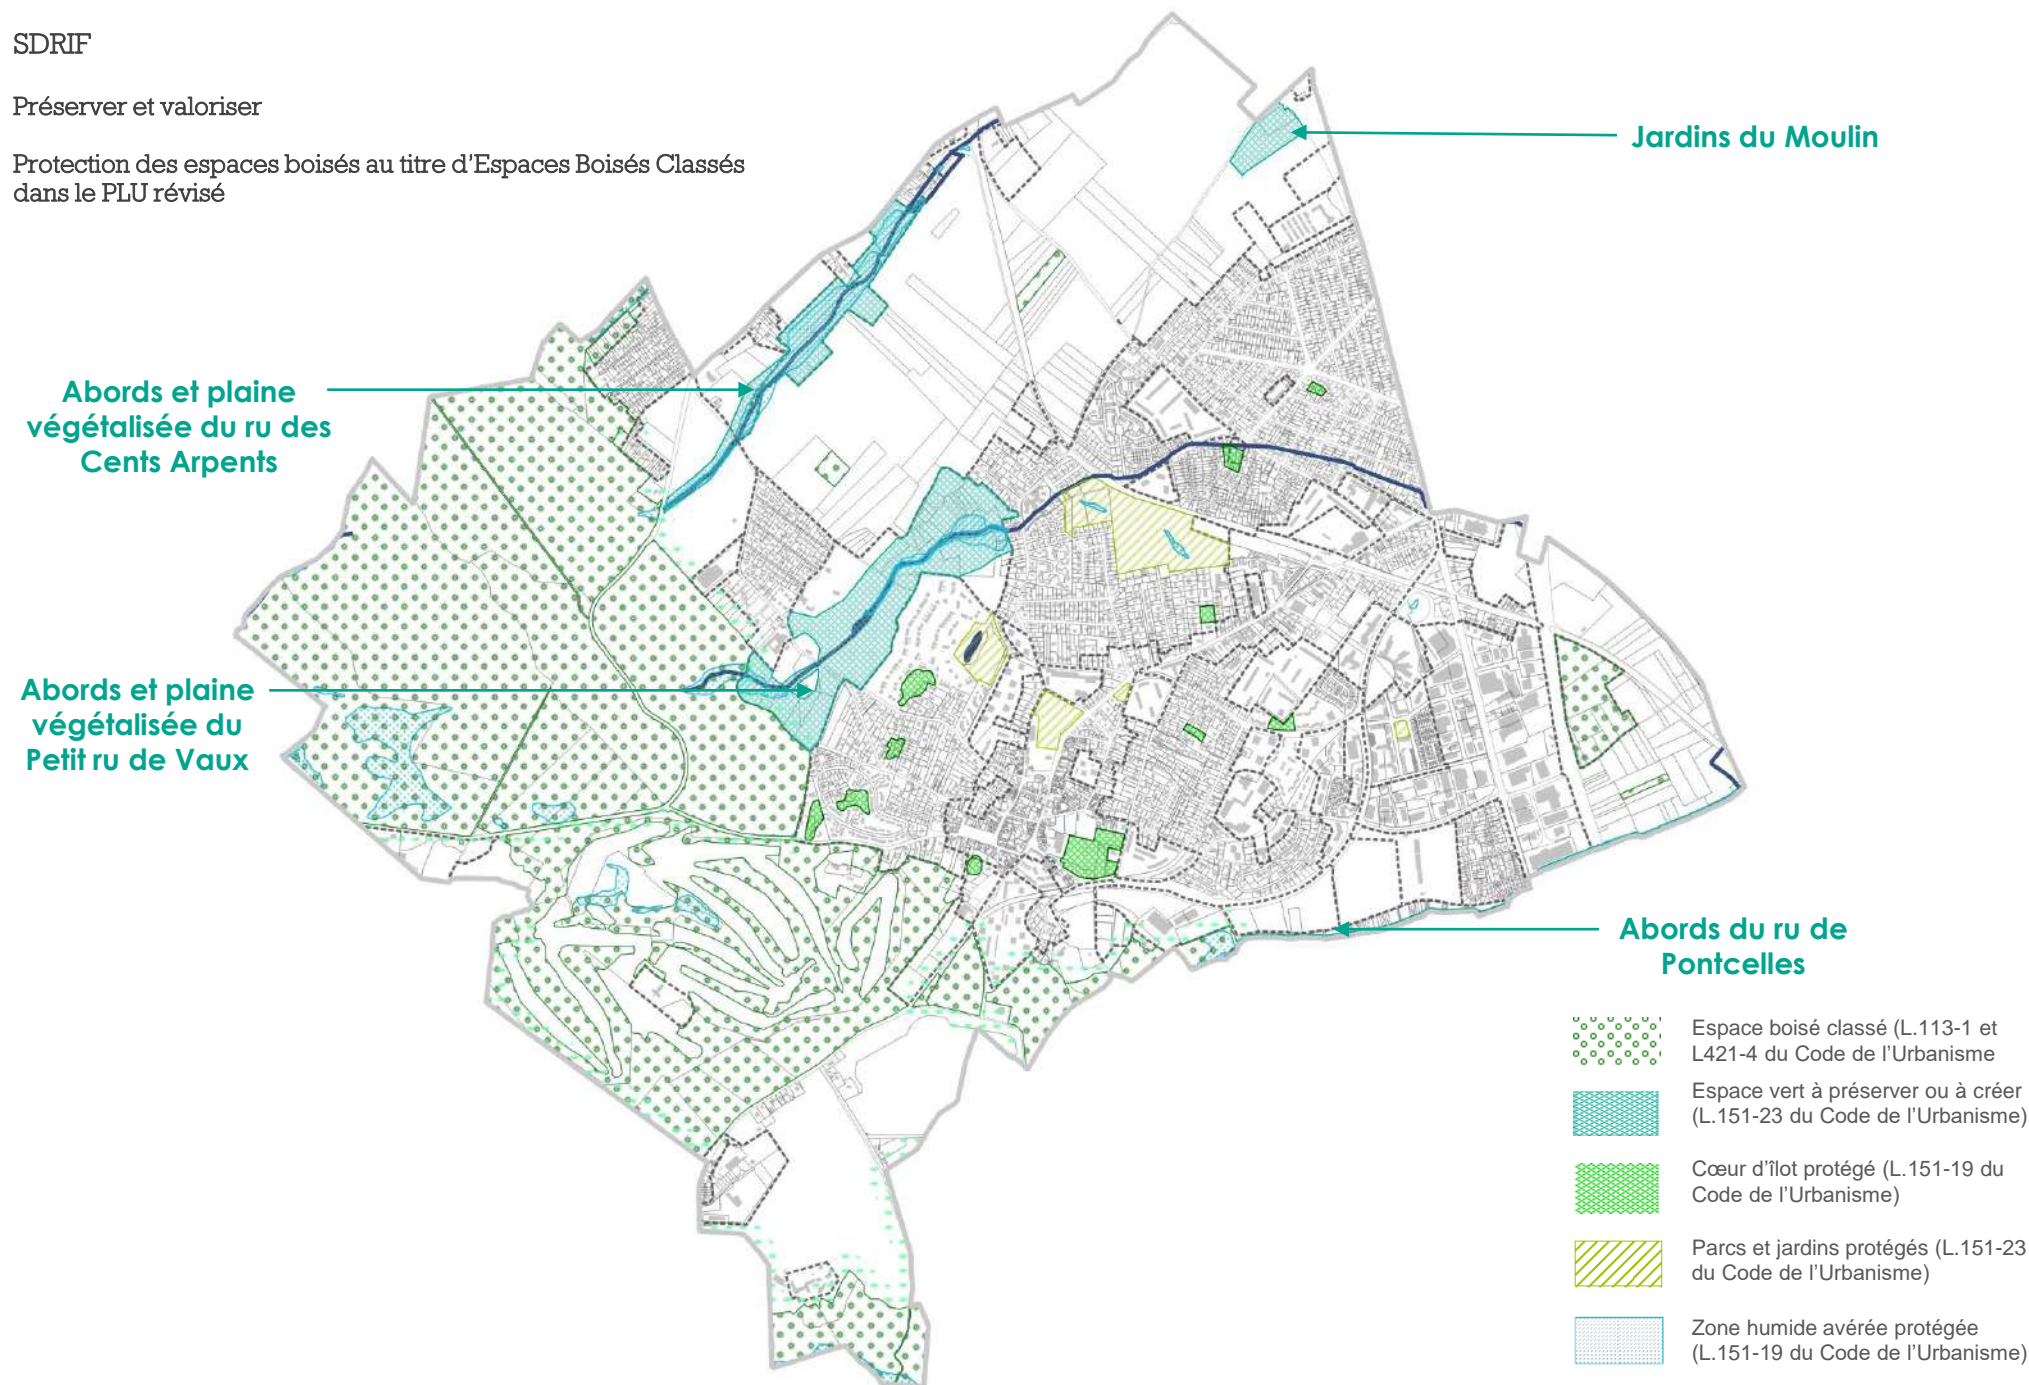 SDRIF
Préserver et valoriser
Protection des espaces boisés au titre d'Espaces Boisés Classés
dans le PLU révisé
Jardins du Moulin
Abords et plaine
végétalisée du ru des
Cents Arpents
Abords et plaine
végétalisée du
Petit ru de Vaux
Abords du ru de
Pontcelles
Espace boisé classé (L.113-1 et
L421-4 du Code de l'Urbanisme
Espace vert à préserver ou à créer
(L.151-23 du Code de l'Urbanisme)
Cœur d'îlot protégé (L.151-19 du
Code de l'Urbanisme)
Parcs et jardins protégés (L.151-23
du Code de l'Urbanisme)
Zone humide avérée protégée
(L.151-19 du Code de l'Urbanisme)